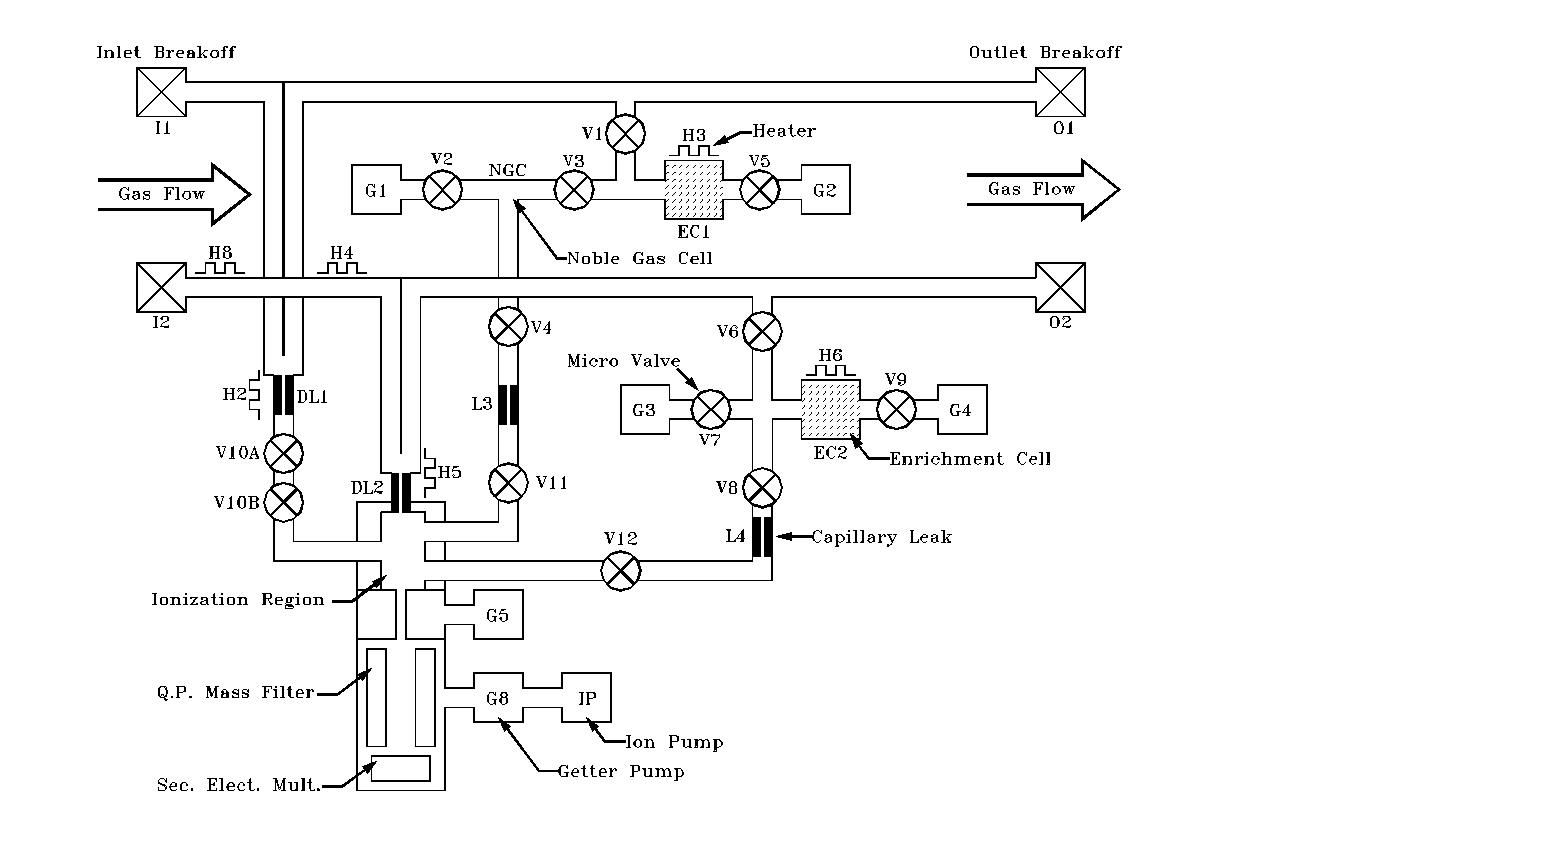 Inlet Breakoff
Outlet Breakoff
I1
O1
V1
H3
Heater
V2
NGC
V3
V5
Gas Flow
G1
G2
Gas Flow
EC1
H8
H4
Noble Gas Cell
I2
O2
V4
V6
Micro Valve
H6
H2
DL1
L3
V9
G3
G4
V7
V10A
EC2
Enrichment Cell
H5
DL2
V11
V8
V10B
V12
L4
Capillary Leak
Ionization Region
G5
Q.P. Mass Filter
G8
IP
Ion Pump
Getter Pump
Sec. Elect. Mult.